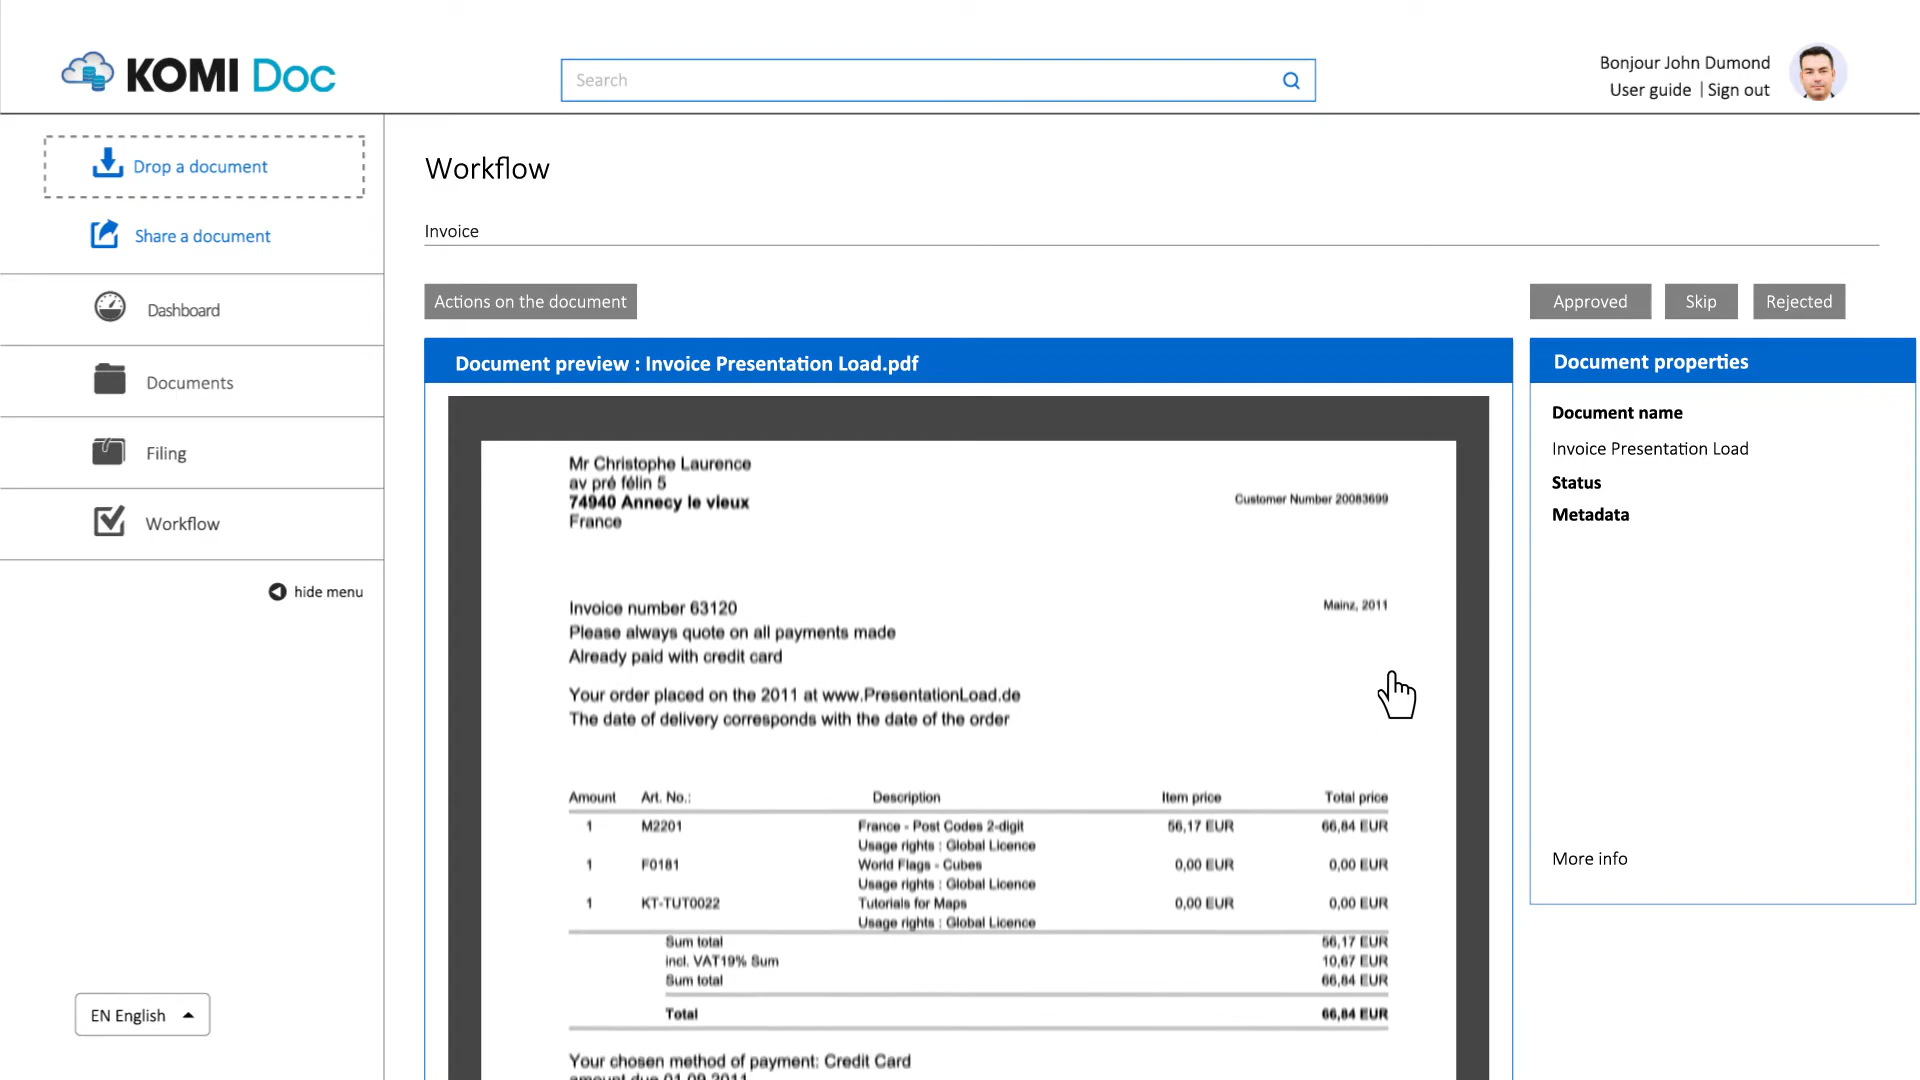 KOMI Doc
Search
Bonjour John Dumond
User guide | Sign out
Drop a document
Share a document
Dashboard
Documents
Filing
Workflow
hide menu
EN English
Workflow
Invoice
Actions on the document
Approved Skip Rejected
Document preview : Invoice Presentation Load.pdf
Mr Christophe Laurence
av pré félin 5
74940 Annecy le vieux
France
Customer Number 20083699
Invoice number 63120
Mainz, 2011
Please always quote on all payments made
Already paid with credit card
Your order placed on the 2011 at www.PresentationLoad.de
The date of delivery corresponds with the date of the order
Amount Art. No.: Description Item price Total price
1 M2201 France - Post Codes 2-digit 56,17 EUR 66,84 EUR
Usage rights : Global Licence
1 F0181 World Flags - Cubes 0,00 EUR 0,00 EUR
Usage rights : Global Licence
1 KT-TUT0022 Tutorials for Maps 0,00 EUR 0,00 EUR
Usage rights : Global Licence
Sum total 56,17 EUR
incl. VAT19% Sum 10,67 EUR
Sum total 66,84 EUR
Total 66,84 EUR
Your chosen method of payment: Credit Card
amount due 01.09.2011
Document properties
Document name
Invoice Presentation Load
Status
Metadata
More info